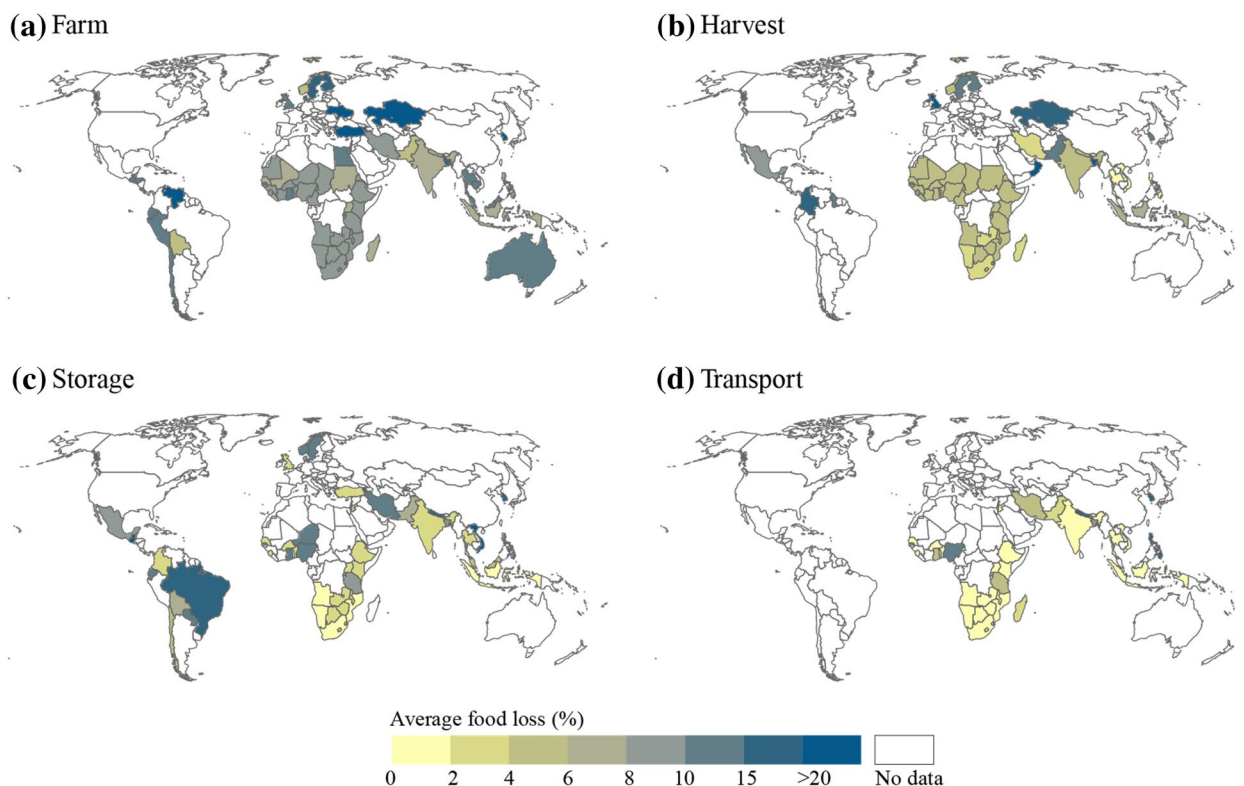 (a) Farm
(b) Harvest
(c) Storage
(d) Transport
Average food loss (%)
0 2 4 6 8 10 15 >20 No data